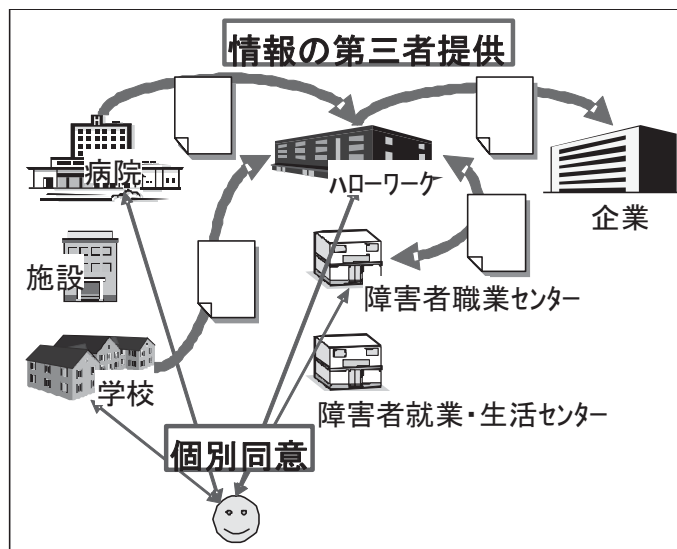 情報の第三者提供
病院
ハローワーク
企業
施設
障害者職業センター
学校
障害者就業・生活センター
個別同意